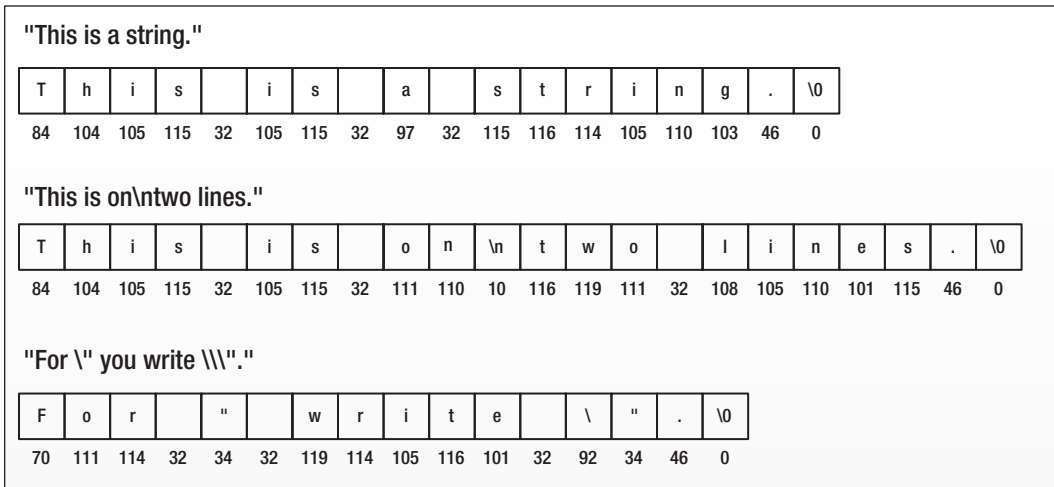 "This is a string."
T h i s i s a s t r i n g . \0
84 104 105 115 32 105 115 32 97 32 115 116 114 105 110 103 46 0
"This is on\ntwo lines."
T h i s i s o n \n t w o l i n e s . \0
84 104 105 115 32 105 115 32 111 110 10 116 119 111 32 108 105 110 101 115 46 0
"For \" you write \\\"."
F o r " w r i t e \ " . \0
70 111 114 32 34 32 119 114 105 116 101 32 92 34 46 0